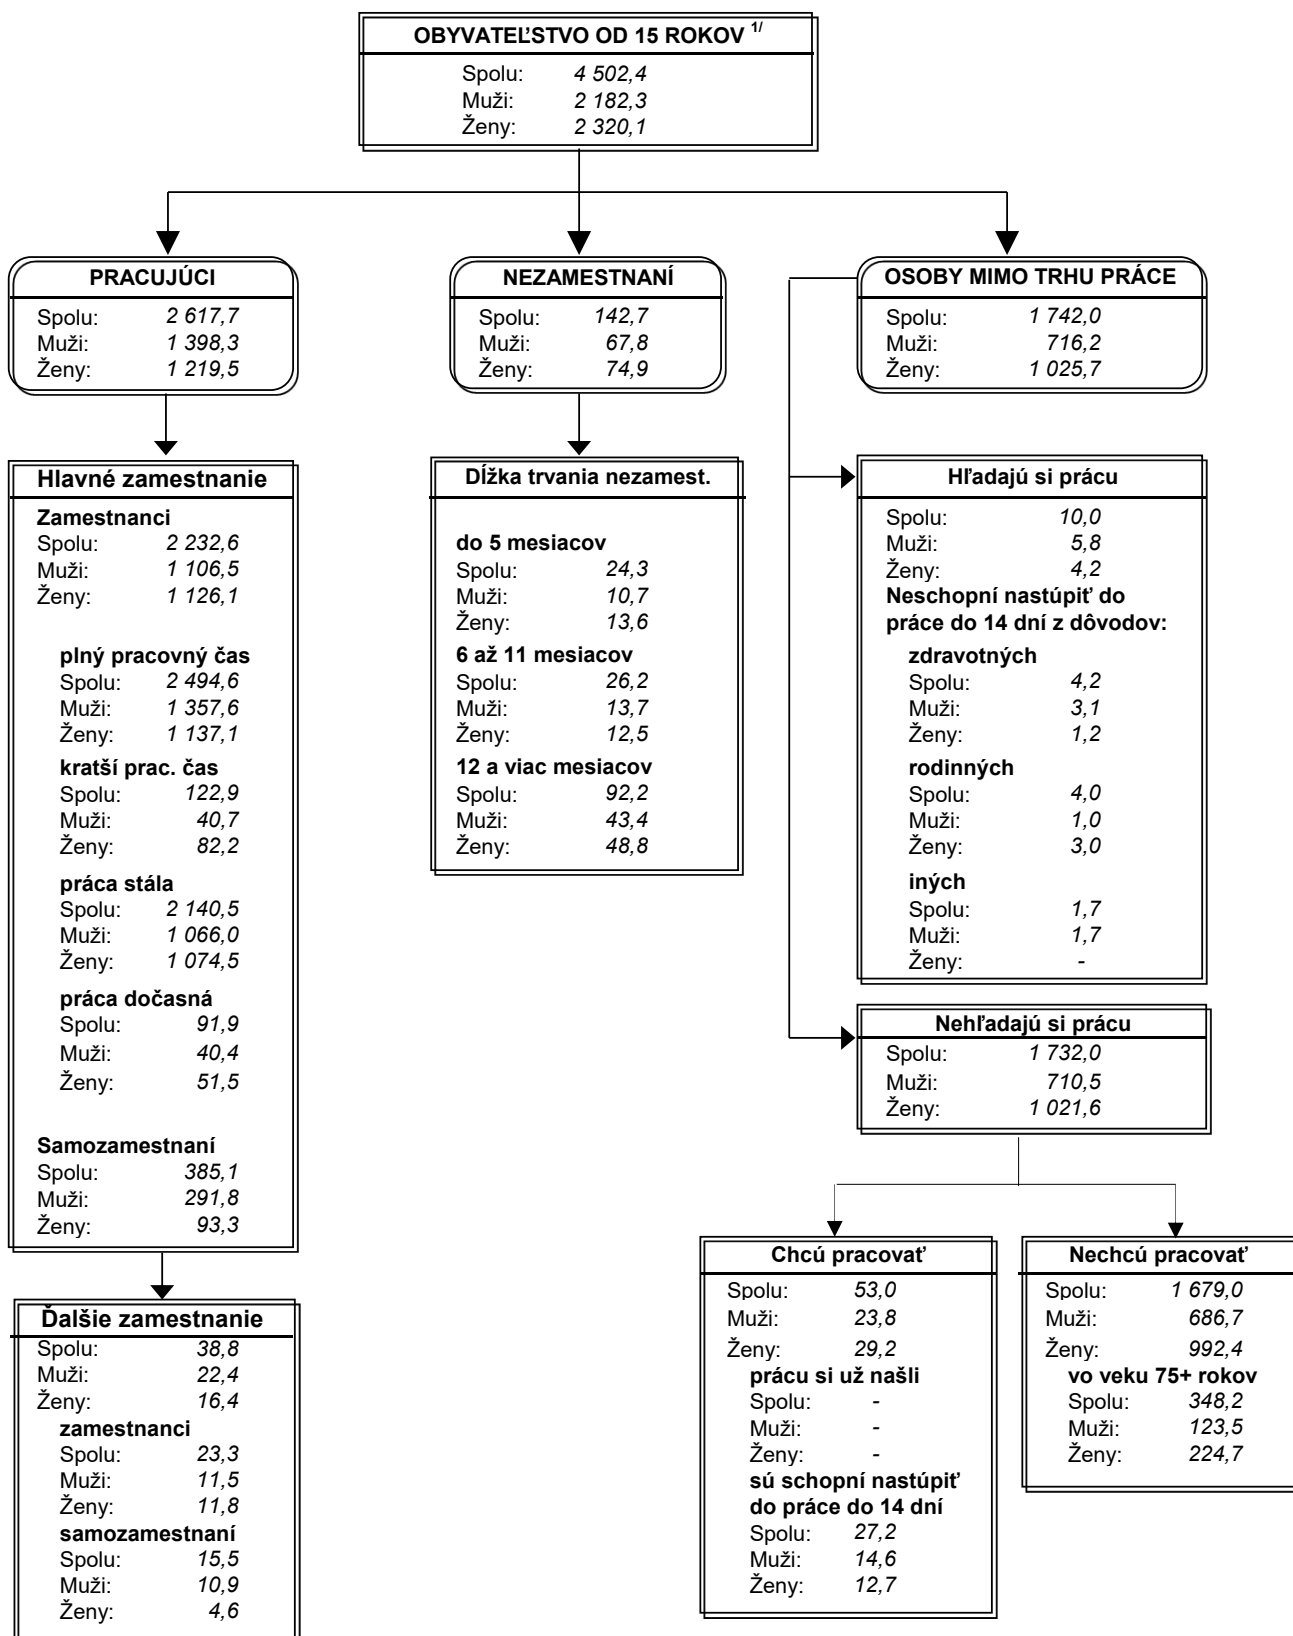 OBYVATEĽSTVO OD 15 ROKOV 1/
Spolu: 4 502,4
Muži: 2 182,3
Ženy: 2 320,1
PRACUJÚCI
Spolu: 2 617,7
Muži: 1 398,3
Ženy: 1 219,5
NEZAMESTNANÍ
Spolu: 142,7
Muži: 67,8
Ženy: 74,9
OSOBY MIMO TRHU PRÁCE
Spolu: 1 742,0
Muži: 716,2
Ženy: 1 025,7
Hlavné zamestnanie
Zamestnanci
Spolu: 2 232,6
Muži: 1 106,5
Ženy: 1 126,1
plný pracovný čas
Spolu: 2 494,6
Muži: 1 357,6
Ženy: 1 137,1
kratší prac. čas
Spolu: 122,9
Muži: 40,7
Ženy: 82,2
práca stála
Spolu: 2 140,5
Muži: 1 066,0
Ženy: 1 074,5
práca dočasná
Spolu: 91,9
Muži: 40,4
Ženy: 51,5
Samozamestnaní
Spolu: 385,1
Muži: 291,8
Ženy: 93,3
Ďalšie zamestnanie
Spolu: 38,8
Muži: 22,4
Ženy: 16,4
zamestnanci
Spolu: 23,3
Muži: 11,5
Ženy: 11,8
samozamestnaní
Spolu: 15,5
Muži: 10,9
Ženy: 4,6
Dĺžka trvania nezamest.
do 5 mesiacov
Spolu: 24,3
Muži: 10,7
Ženy: 13,6
6 až 11 mesiacov
Spolu: 26,2
Muži: 13,7
Ženy: 12,5
12 a viac mesiacov
Spolu: 92,2
Muži: 43,4
Ženy: 48,8
Hľadajú si prácu
Spolu: 10,0
Muži: 5,8
Ženy: 4,2
Neschopní nastúpiť do
práce do 14 dní z dôvodov:
zdravotných
Spolu: 4,2
Muži: 3,1
Ženy: 1,2
rodinných
Spolu: 4,0
Muži: 1,0
Ženy: 3,0
iných
Spolu: 1,7
Muži: 1,7
Ženy: -
Nehľadajú si prácu
Spolu: 1 732,0
Muži: 710,5
Ženy: 1 021,6
Chcú pracovať
Spolu: 53,0
Muži: 23,8
Ženy: 29,2
prácu si už našli
Spolu: -
Muži: -
Ženy: -
sú schopní nastúpiť
do práce do 14 dní
Spolu: 27,2
Muži: 14,6
Ženy: 12,7
Nechcú pracovať
Spolu: 1 679,0
Muži: 686,7
Ženy: 992,4
vo veku 75+ rokov
Spolu: 348,2
Muži: 123,5
Ženy: 224,7